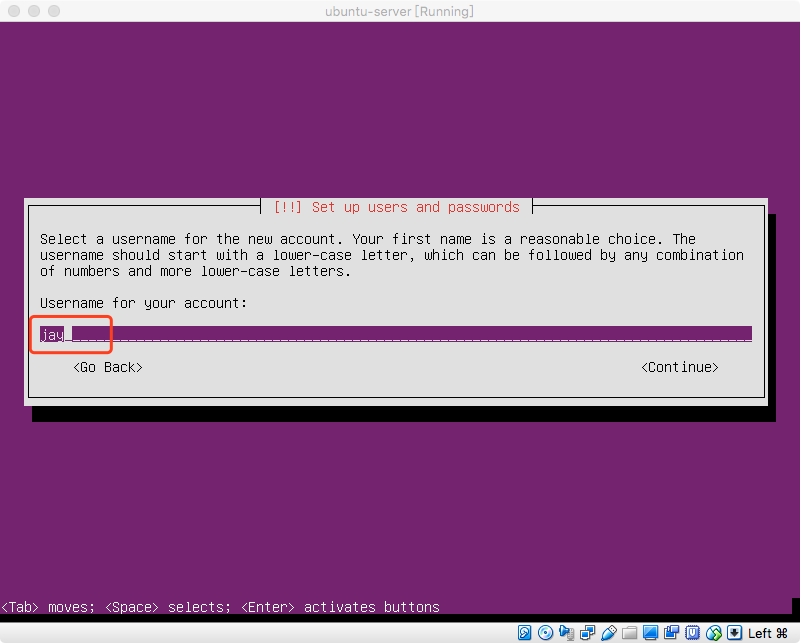 ubuntu-server [Running]
[!!] Set up users and passwords
Select a username for the new account. Your first name is a reasonable choice. The
username should start with a lower-case letter, which can be followed by any combination
of numbers and more lower-case letters.
Username for your account:
jay
<Go Back> <Continue>
<Tab> moves; <Space> selects; <Enter> activates buttons
Left ⌘